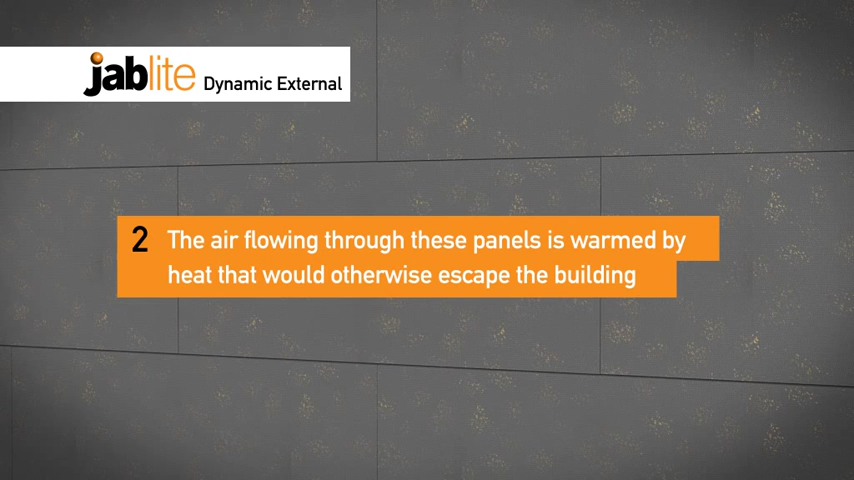 jablite Dynamic External
2 The air flowing through these panels is warmed by
heat that would otherwise escape the building